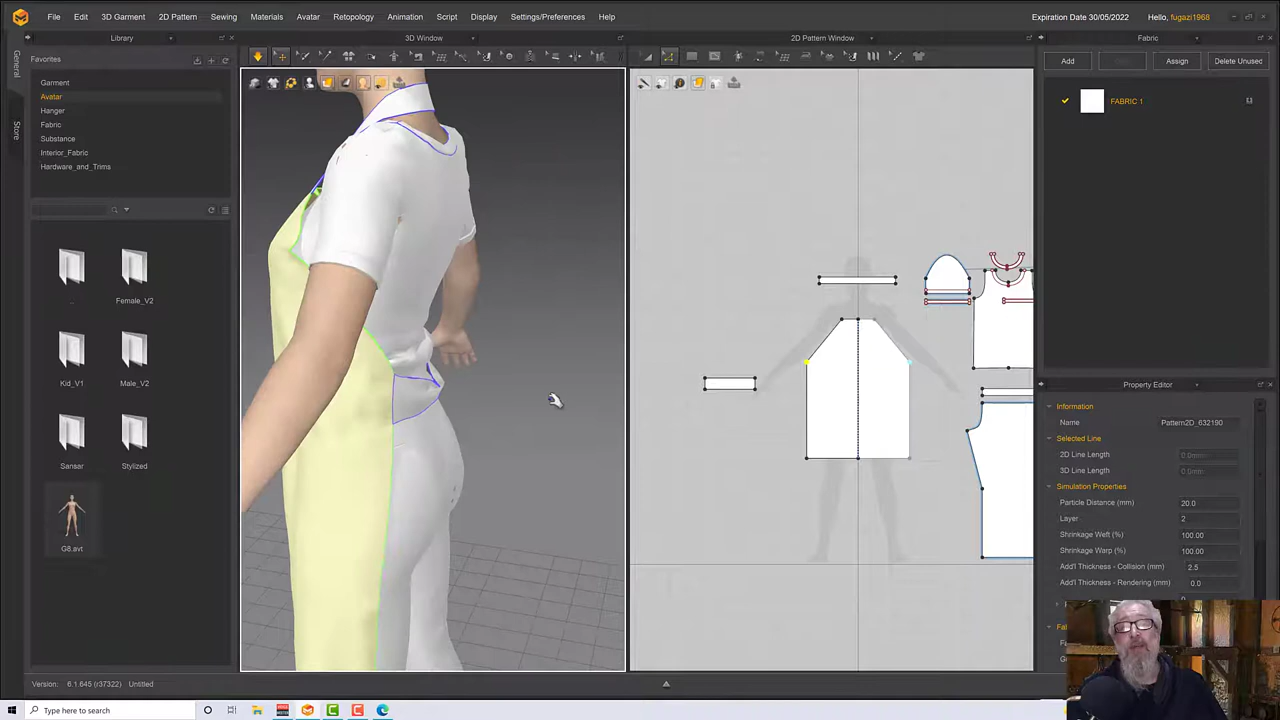 File Edit 3D Garment 2D Pattern Sewing Materials Avatar Retopology Animation Script Display Settings/Preferences Help
Expiration Date 30/05/2022 Hello, fugazi1968
General
Store
Library
Favorites
Garment
Avatar
Hanger
Fabric
Substance
Interior_Fabric
Hardware_and_Trims
..
Female_V2
Kid_V1
Male_V2
Sansar
Stylized
G8.avt
3D Window
2D Pattern Window
Fabric
Add
Assign
Delete Unused
FABRIC 1
Property Editor
Information
Name Pattern2D_632190
Selected Line
2D Line Length 0.0mm
3D Line Length 0.0mm
Simulation Properties
Particle Distance (mm) 20.0
Layer 2
Shrinkage Weft (%) 100.00
Shrinkage Warp (%) 100.00
Add'l Thickness - Collision (mm) 2.5
Add'l Thickness - Rendering (mm) 0.0
Version: 6.1.645 (r37322) Untitled
Type here to search